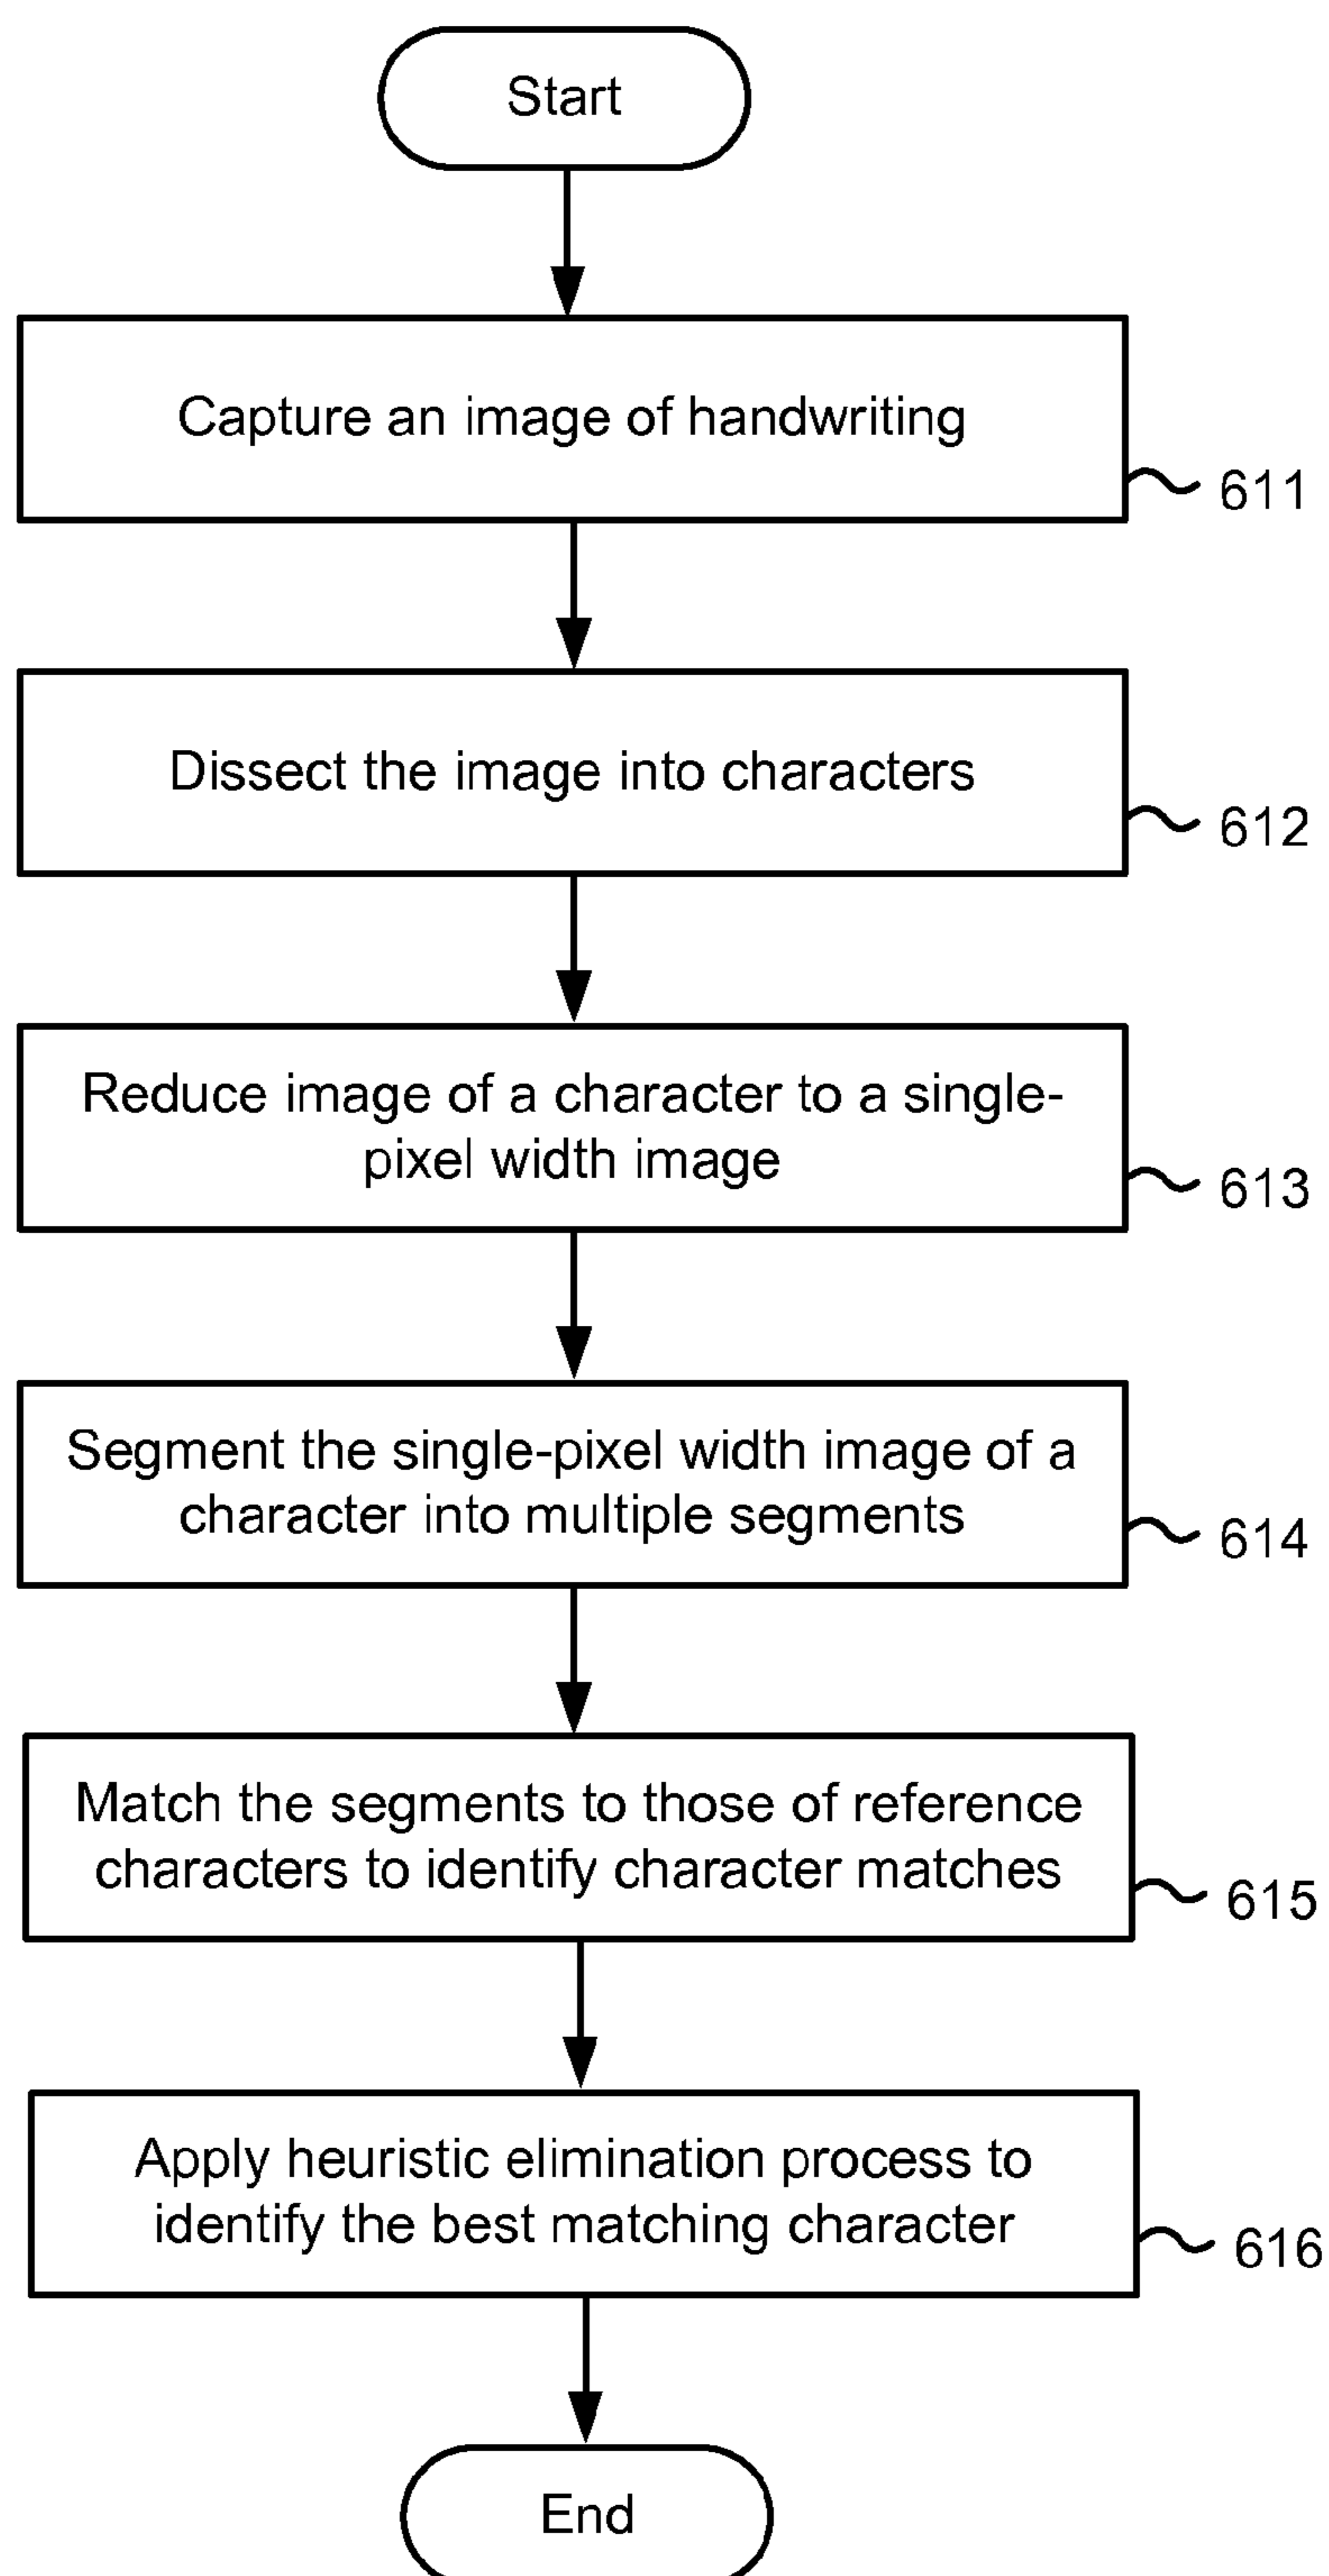 Start
Capture an image of handwriting
611
Dissect the image into characters
612
Reduce image of a character to a single-
pixel width image
613
Segment the single-pixel width image of a
character into multiple segments
614
Match the segments to those of reference
characters to identify character matches
615
Apply heuristic elimination process to
identify the best matching character
616
End